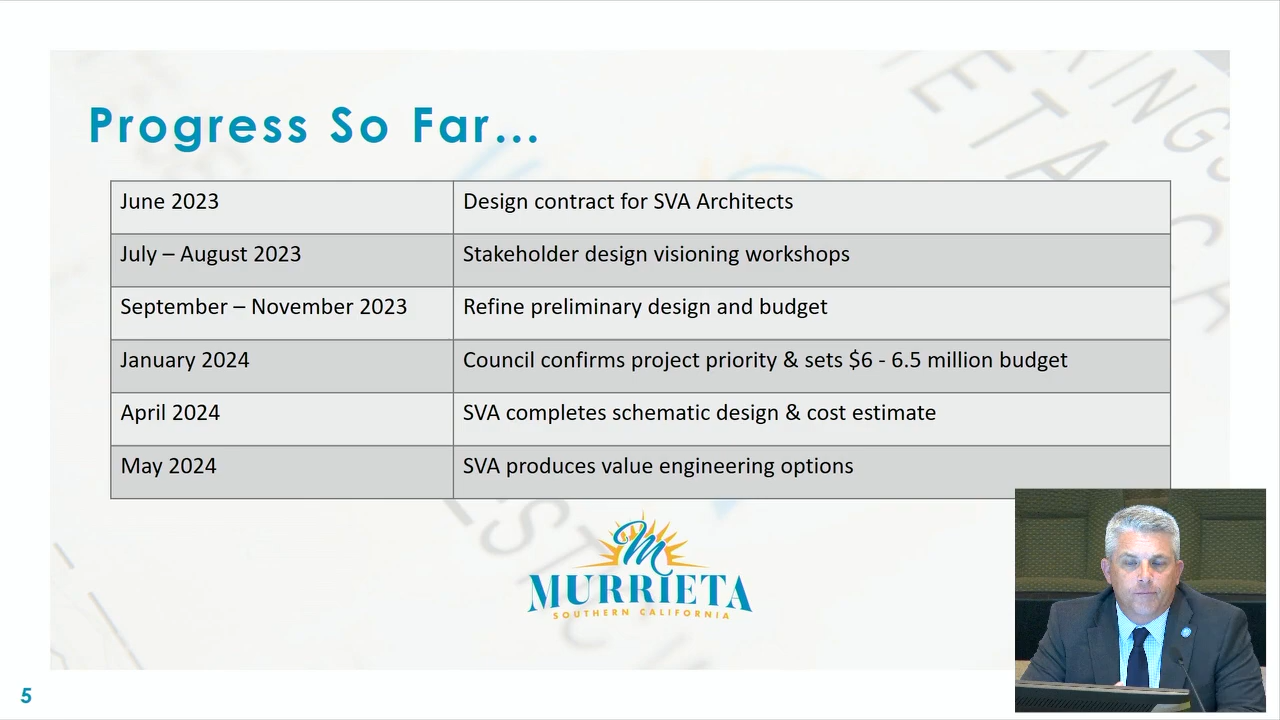 Progress So Far...
June 2023 Design contract for SVA Architects
July – August 2023 Stakeholder design visioning workshops
September – November 2023 Refine preliminary design and budget
January 2024 Council confirms project priority & sets $6 - 6.5 million budget
April 2024 SVA completes schematic design & cost estimate
May 2024 SVA produces value engineering options
M
MURRIETA
SOUTHERN CALIFORNIA
5